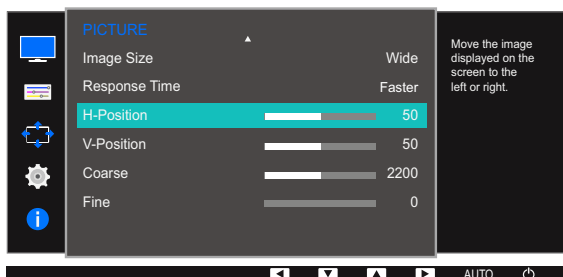 PICTURE
Image Size Wide
Response Time Faster
H-Position 50
V-Position 50
Coarse 2200
Fine 0
Move the image
displayed on the
screen to the
left or right.
AUTO